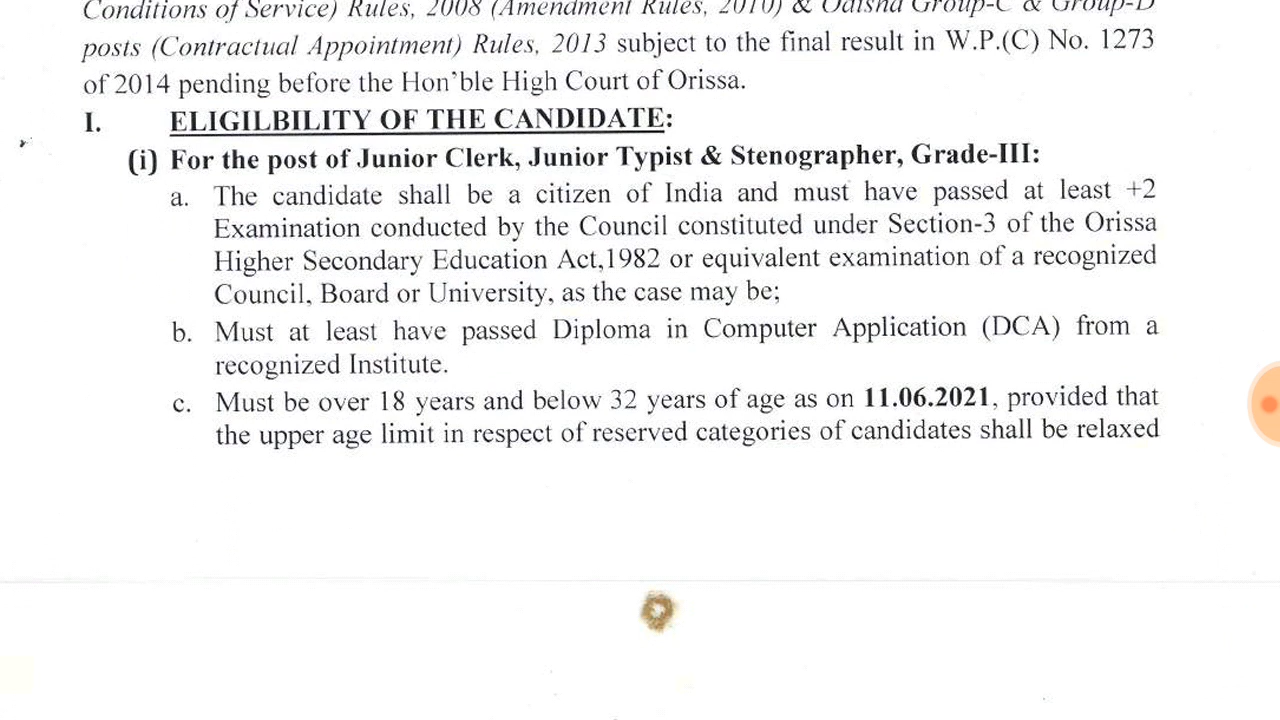 Conditions of Service) Rules, 2008 (Amendment Rules, 2010) & Odisha Group-C & Group-D
posts (Contractual Appointment) Rules, 2013 subject to the final result in W.P.(C) No. 1273
of 2014 pending before the Hon’ble High Court of Orissa.
I. ELIGILBILITY OF THE CANDIDATE:
(i) For the post of Junior Clerk, Junior Typist & Stenographer, Grade-III:
a. The candidate shall be a citizen of India and must have passed at least +2
Examination conducted by the Council constituted under Section-3 of the Orissa
Higher Secondary Education Act,1982 or equivalent examination of a recognized
Council, Board or University, as the case may be;
b. Must at least have passed Diploma in Computer Application (DCA) from a
recognized Institute.
c. Must be over 18 years and below 32 years of age as on 11.06.2021, provided that
the upper age limit in respect of reserved categories of candidates shall be relaxed